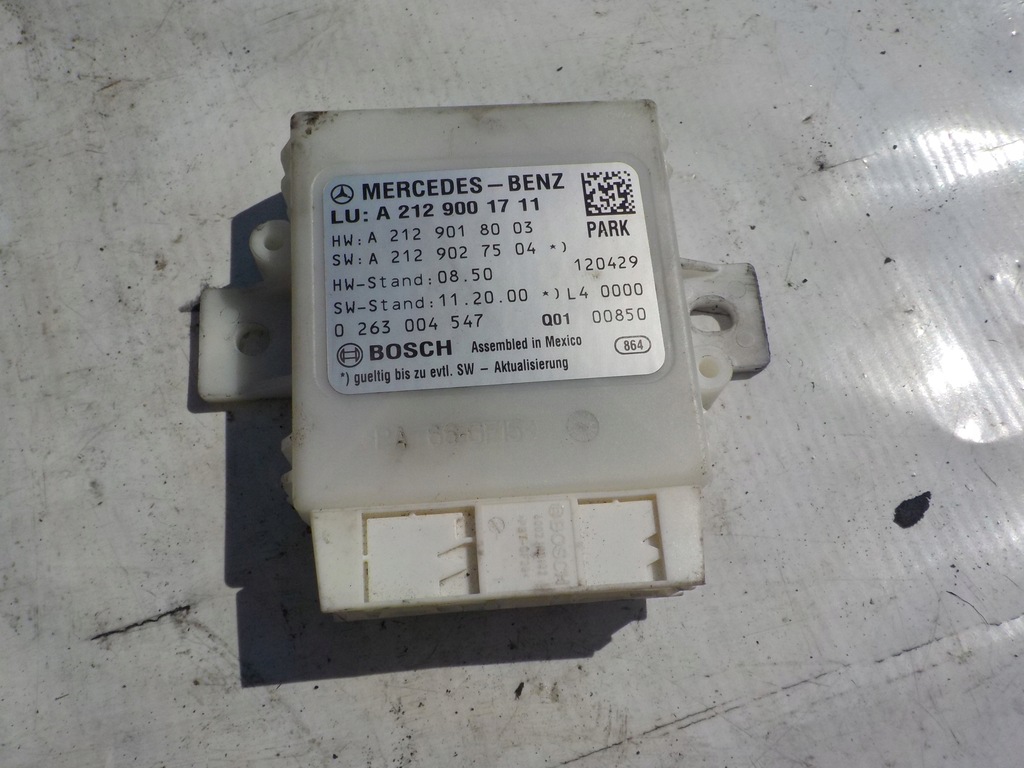 MERCEDES-BENZ
LU: A 212 900 17 11
PARK
HW: A 212 901 80 03
SW: A 212 902 75 04 *)
HW-Stand: 08.50 120429
SW-Stand: 11.20.00 *) L4 0000
0 263 004 547 Q01 00850
BOSCH Assembled in Mexico 864
*) gueltig bis zu evtl. SW - Aktualisierung
BOSCH